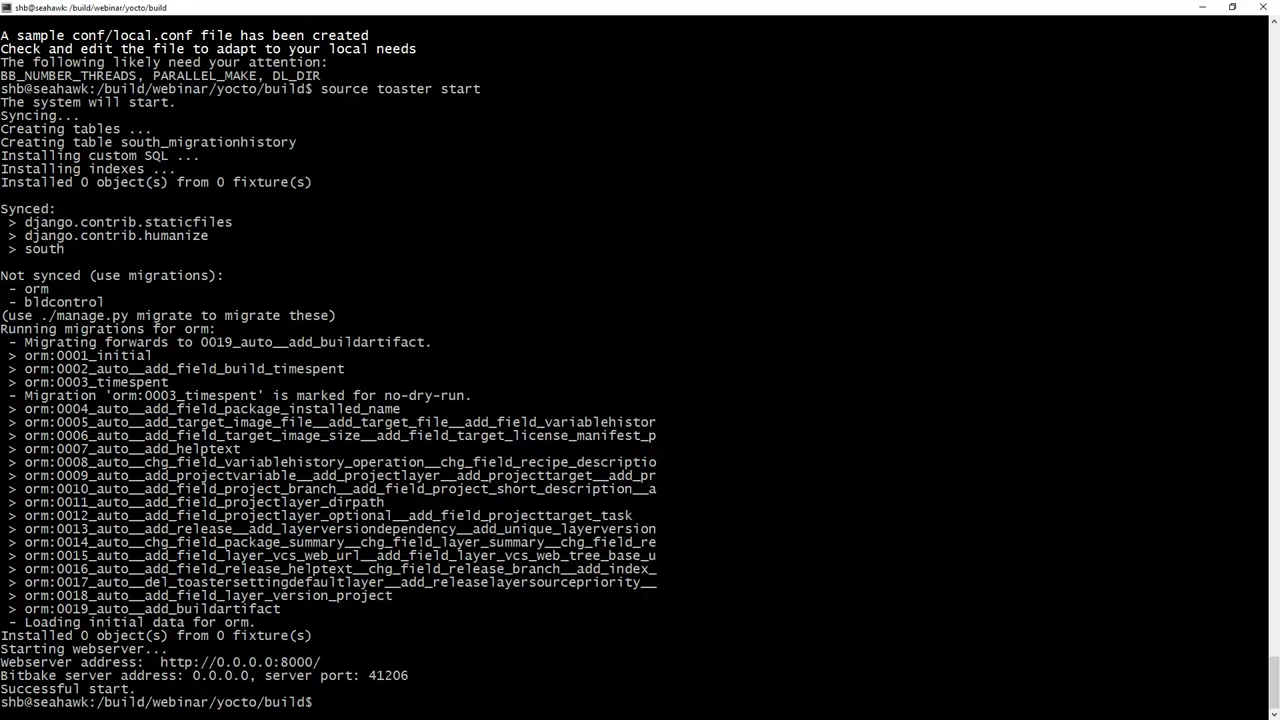 shb@seahawk: /build/webinar/yocto/build
A sample conf/local.conf file has been created
Check and edit the file to adapt to your local needs
The following likely need your attention:
BB_NUMBER_THREADS, PARALLEL_MAKE, DL_DIR
shb@seahawk:/build/webinar/yocto/build$ source toaster start
The system will start.
Syncing...
Creating tables ...
Creating table south_migrationhistory
Installing custom SQL ...
Installing indexes ...
Installed 0 object(s) from 0 fixture(s)
Synced:
> django.contrib.staticfiles
> django.contrib.humanize
> south
Not synced (use migrations):
- orm
- bldcontrol
(use ./manage.py migrate to migrate these)
Running migrations for orm:
- Migrating forwards to 0019_auto__add_buildartifact.
> orm:0001_initial
> orm:0002_auto__add_field_build_timespent
> orm:0003_timespent
- Migration 'orm:0003_timespent' is marked for no-dry-run.
> orm:0004_auto__add_field_package_installed_name
> orm:0005_auto__add_target_image_file__add_target_file__add_field_variablehistor
> orm:0006_auto__add_field_target_image_size__add_field_target_license_manifest_p
> orm:0007_auto__add_helptext
> orm:0008_auto__chg_field_variablehistory_operation__chg_field_recipe_descriptio
> orm:0009_auto__add_projectvariable__add_projectlayer__add_projecttarget__add_pr
> orm:0010_auto__add_field_project_branch__add_field_project_short_description__a
> orm:0011_auto__add_field_projectlayer_dirpath
> orm:0012_auto__add_field_projectlayer_optional__add_field_projecttarget_task
> orm:0013_auto__add_release__add_layerversiondependency__add_unique_layerversion
> orm:0014_auto__chg_field_package_summary__chg_field_layer_summary__chg_field_re
> orm:0015_auto__add_field_layer_vcs_web_url__add_field_layer_vcs_web_tree_base_u
> orm:0016_auto__add_field_release_helptext__chg_field_release_branch__add_index_
> orm:0017_auto__del_toastersettingdefaultlayer__add_releaselayersourcepriority__
> orm:0018_auto__add_field_layer_version_project
> orm:0019_auto__add_buildartifact
- Loading initial data for orm.
Installed 0 object(s) from 0 fixture(s)
Starting webserver...
Webserver address:  http://0.0.0.0:8000/
Bitbake server address: 0.0.0.0, server port: 41206
Successful start.
shb@seahawk:/build/webinar/yocto/build$